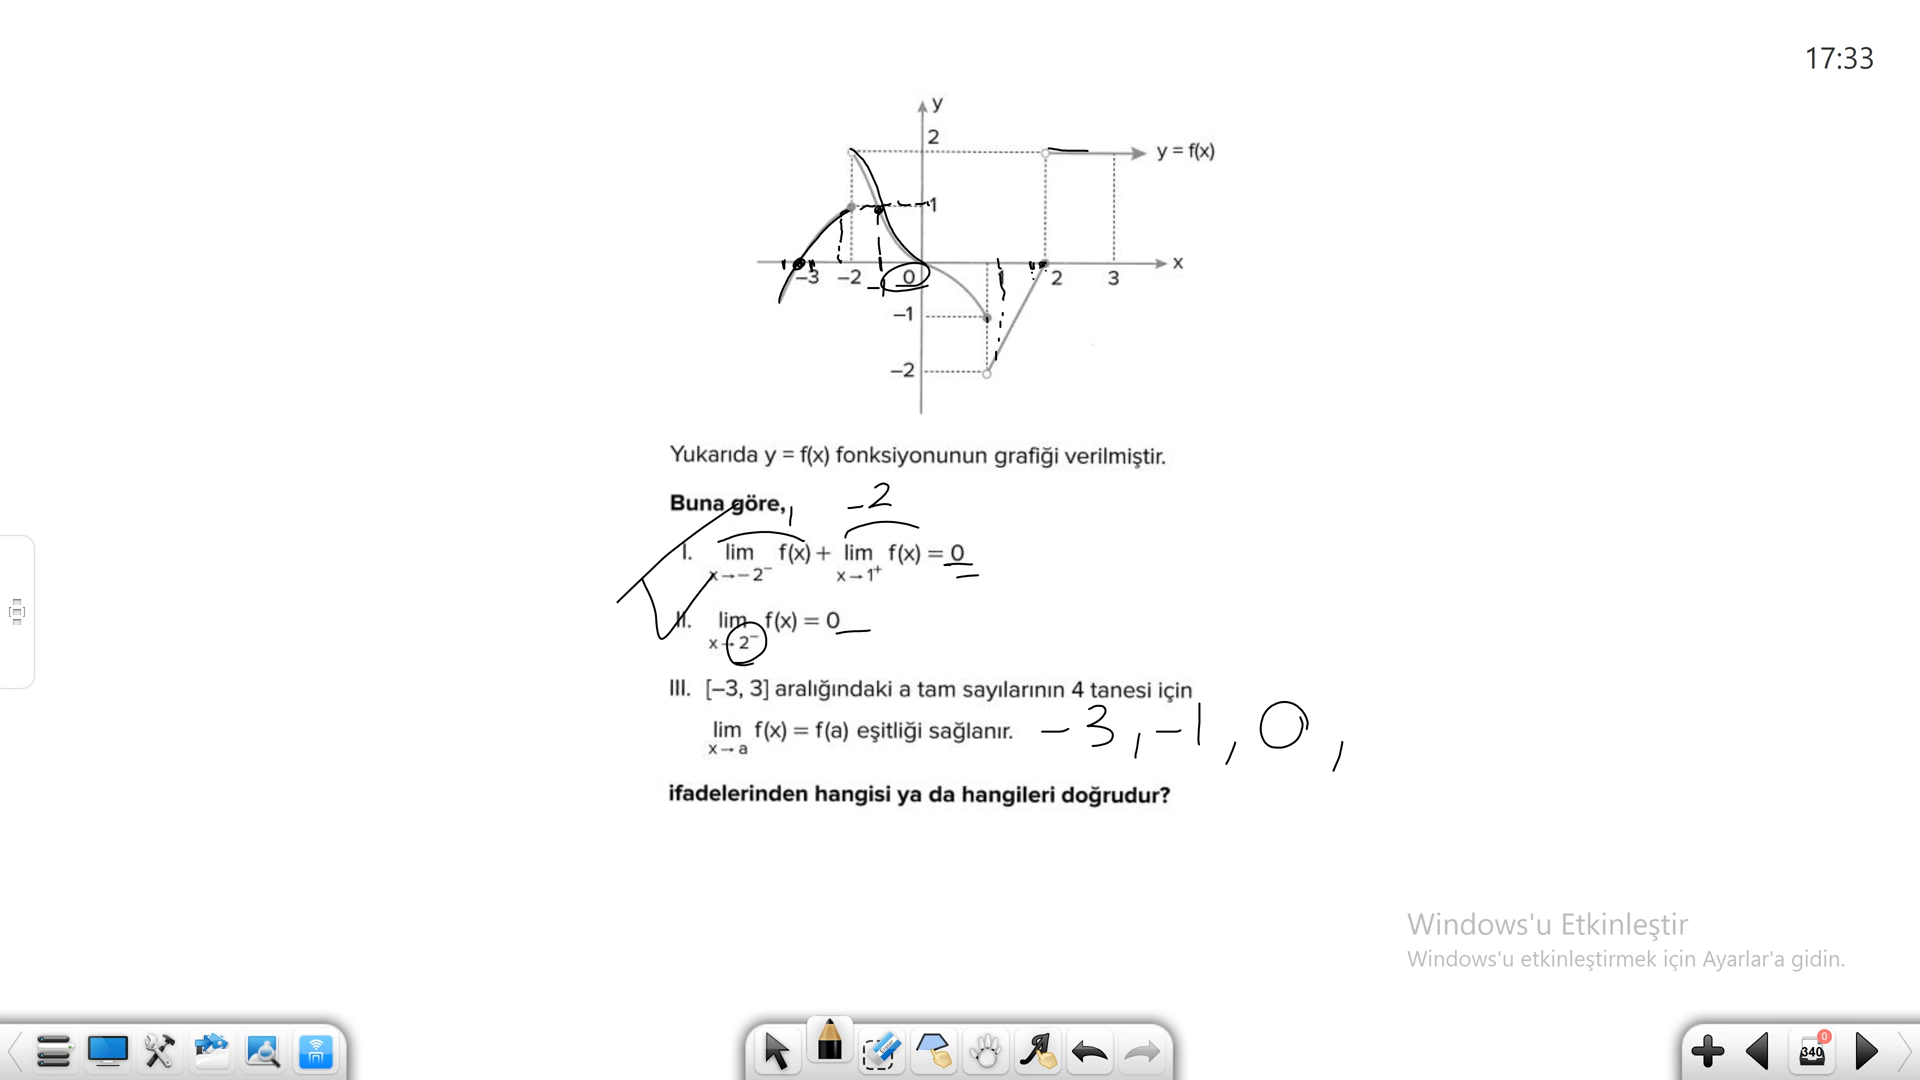 17:33
y
2
y = f(x)
1
-3 -2 -1 0 1 2 3 x
-1
-2
Yukarıda y = f(x) fonksiyonunun grafiği verilmiştir.
Buna göre,
1 -2
I. lim f(x) + lim f(x) = 0
x→-2⁻ x→1⁺
II. lim f(x) = 0
x→2⁻
III. [-3, 3] aralığındaki a tam sayılarının 4 tanesi için
lim f(x) = f(a) eşitliği sağlanır. -3, -1, 0,
x→a
ifadelerinden hangisi ya da hangileri doğrudur?
Windows'u Etkinleştir
Windows'u etkinleştirmek için Ayarlar'a gidin.
0
340